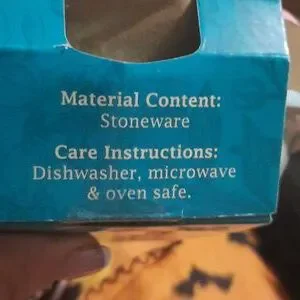 Material Content:
Stoneware
Care Instructions:
Dishwasher, microwave
& oven safe.